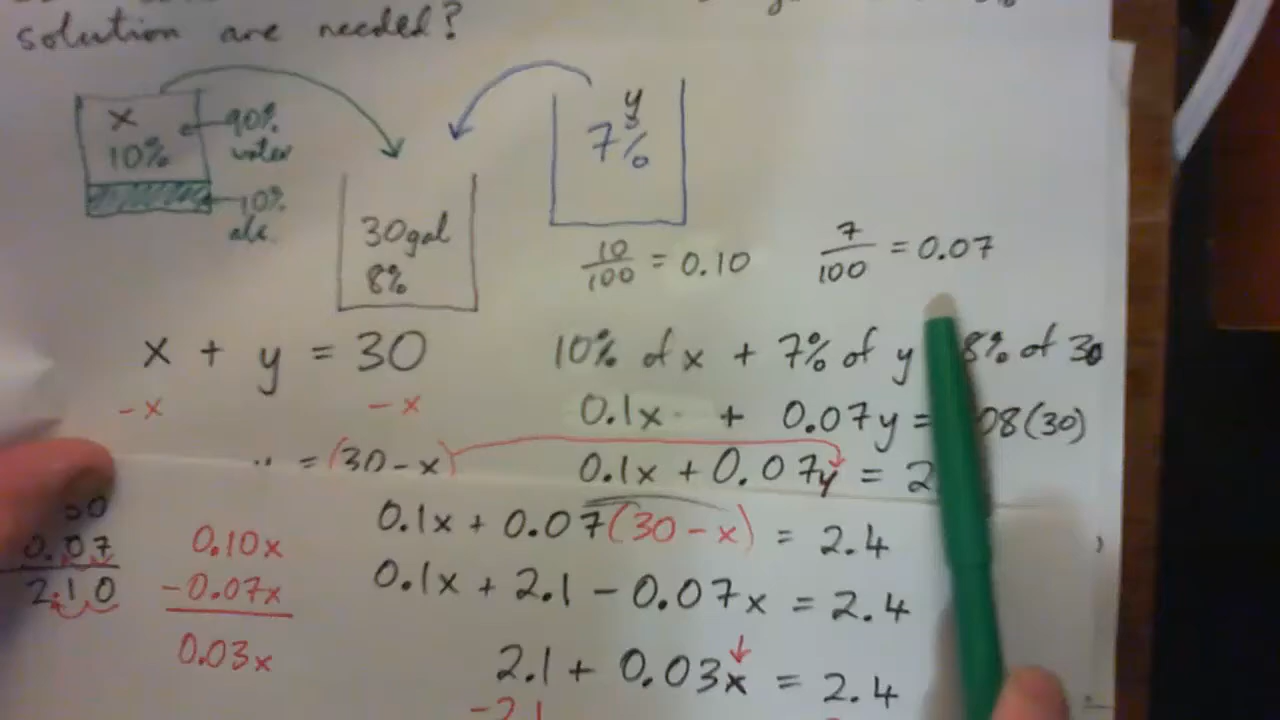 solution are needed?
x
10%
90%
water
10%
alc.
30gal
8%
y
7%
10/100 = 0.10
7/100 = 0.07
x + y = 30
-x -x
= (30 - x)
10% of x + 7% of y 8% of 30
0.1x + 0.07y = 08(30)
0.1x + 0.07y = 2
0.1x + 0.07(30 - x) = 2.4
0.1x + 2.1 - 0.07x = 2.4
2.1 + 0.03x = 2.4
-2.1
0.07
2.10
0.10x
-0.07x
0.03x